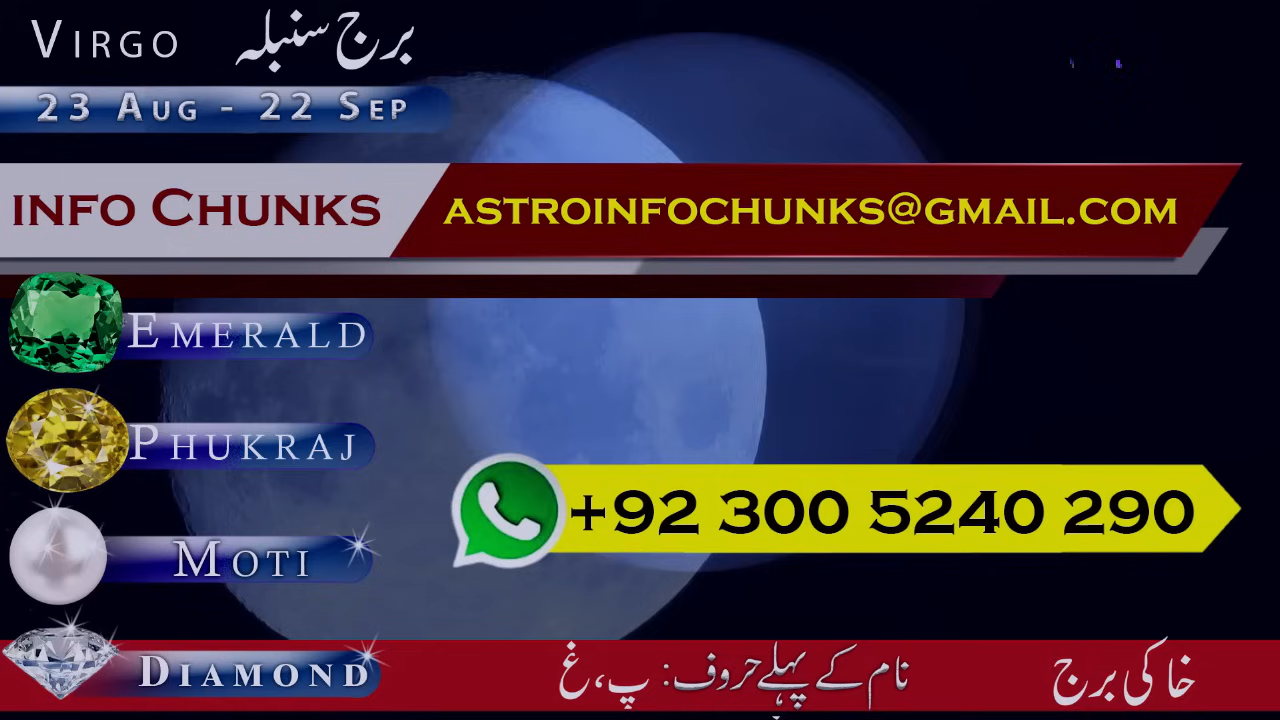 VIRGO برج سنبلہ
23 AUG - 22 SEP
INFO CHUNKS ASTROINFOCHUNKS@GMAIL.COM
EMERALD
PHUKRAJ
+92 300 5240 290
MOTI
DIAMOND
خاکی برج نام کے پہلے حروف: پ، غ